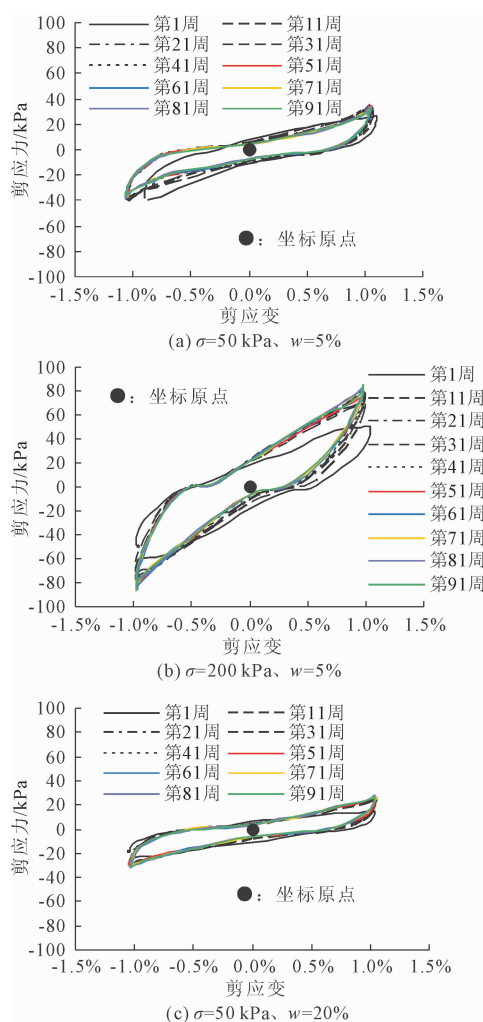 100
第1周 第11周
80
第21周 第31周
60
第41周 第51周
40
第61周 第71周
20
第81周 第91周
0
-20
-40
-60
-80
-100
剪应力/kPa
●：坐标原点
-1.5% -1.0% -0.5% 0.0% 0.5% 1.0% 1.5%
剪应变
(a) σ=50 kPa、w=5%
100
80
60
40
20
0
-20
-40
-60
-80
-100
剪应力/kPa
●：坐标原点
第1周
第11周
第21周
第31周
第41周
第51周
第61周
第71周
第81周
第91周
-1.5% -1.0% -0.5% 0.0% 0.5% 1.0% 1.5%
剪应变
(b) σ=200 kPa、w=5%
100
第1周 第11周
80
第21周 第31周
60
第41周 第51周
40
第61周 第71周
20
第81周 第91周
0
-20
-40
-60
-80
-100
剪应力/kPa
●：坐标原点
-1.5% -1.0% -0.5% 0.0% 0.5% 1.0% 1.5%
剪应变
(c) σ=50 kPa、w=20%